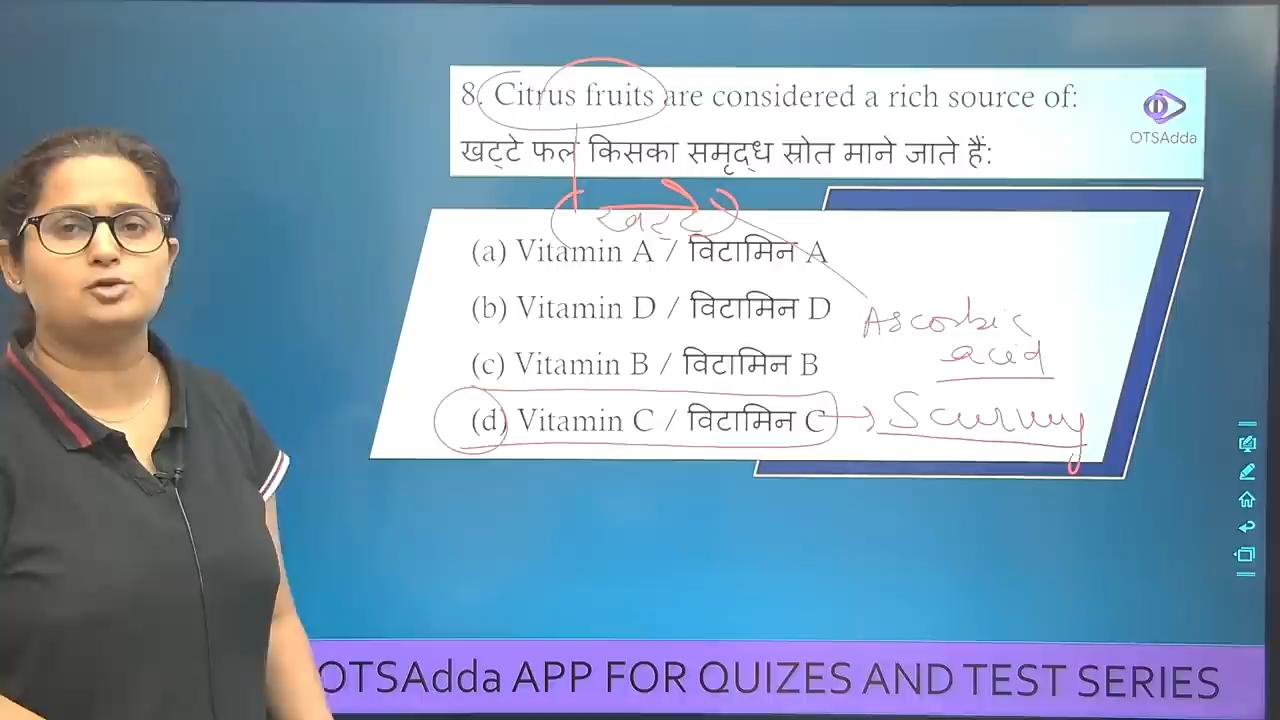 8. Citrus fruits are considered a rich source of:
OTSAdda
खट्टे फल किसका समृद्ध स्रोत माने जाते हैं:
खट्टे
(a) Vitamin A / विटामिन A
(b) Vitamin D / विटामिन D
Ascorbic
acid
(c) Vitamin B / विटामिन B
(d) Vitamin C / विटामिन C
Scurvy
OTSAdda APP FOR QUIZES AND TEST SERIES